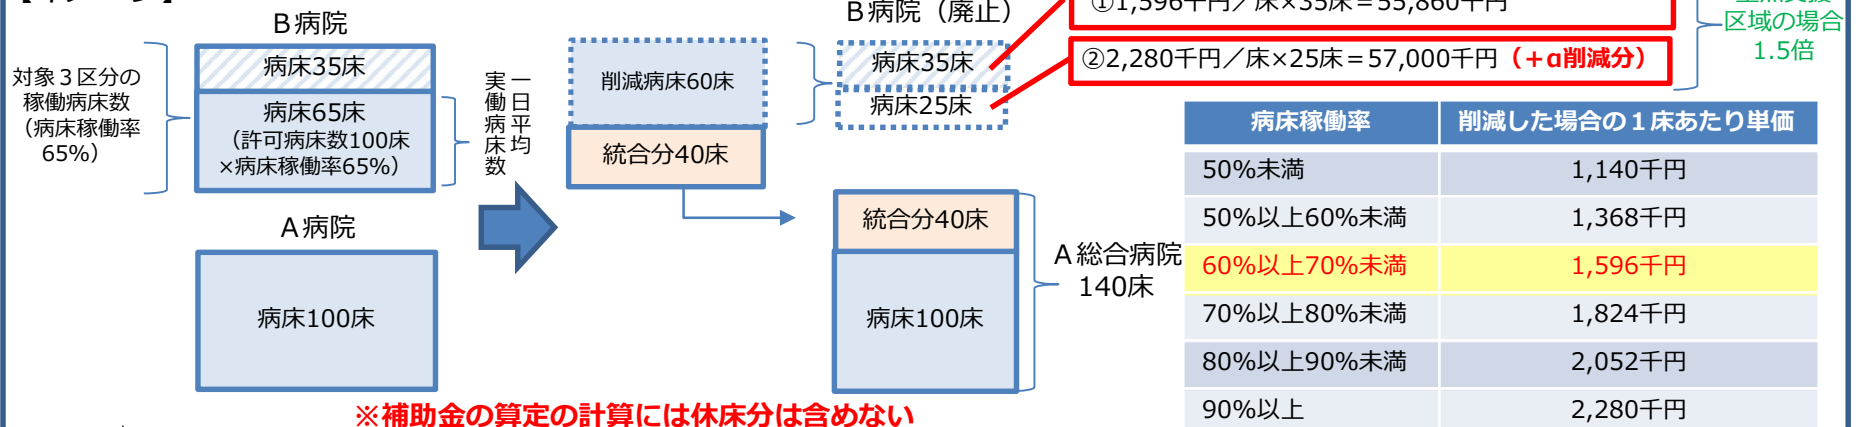 B病院
病床35床
病床65床
（許可病床数100床
×病床稼働率65%）
対象３区分の
稼働病床数
（病床稼働率
65%）
一日平均
実働病床数
A病院
病床100床
削減病床60床
統合分40床
B病院（廃止）
病床35床
病床25床
統合分40床
病床100床
A総合病院
140床
①1,596千円／床×35床＝55,860千円
②2,280千円／床×25床＝57,000千円（＋α削減分）
区域の場合
1.5倍
病床稼働率 削減した場合の１床あたり単価
50%未満 1,140千円
50%以上60%未満 1,368千円
60%以上70%未満 1,596千円
70%以上80%未満 1,824千円
80%以上90%未満 2,052千円
90%以上 2,280千円
※補助金の算定の計算には休床分は含めない